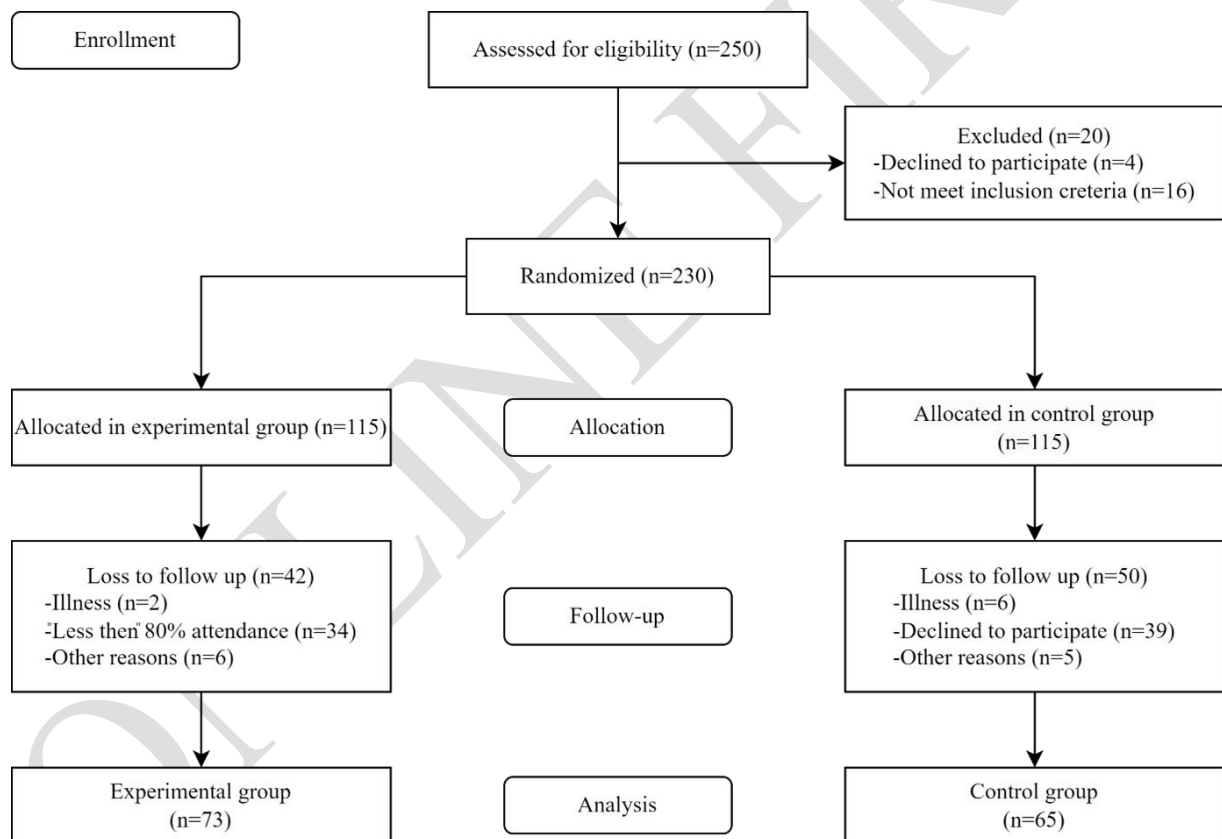 Enrollment
Assessed for eligibility (n=250)
Excluded (n=20)
-Declined to participate (n=4)
-Not meet inclusion creteria (n=16)
Randomized (n=230)
Allocated in experimental group (n=115)
Allocation
Allocated in control group
(n=115)
Loss to follow up (n=42)
-Illness (n=2)
-"Less then" 80% attendance (n=34)
-Other reasons (n=6)
Follow-up
Loss to follow up (n=50)
-Illness (n=6)
-Declined to participate (n=39)
-Other reasons (n=5)
Experimental group
(n=73)
Analysis
Control group
(n=65)
ONLINE FIR